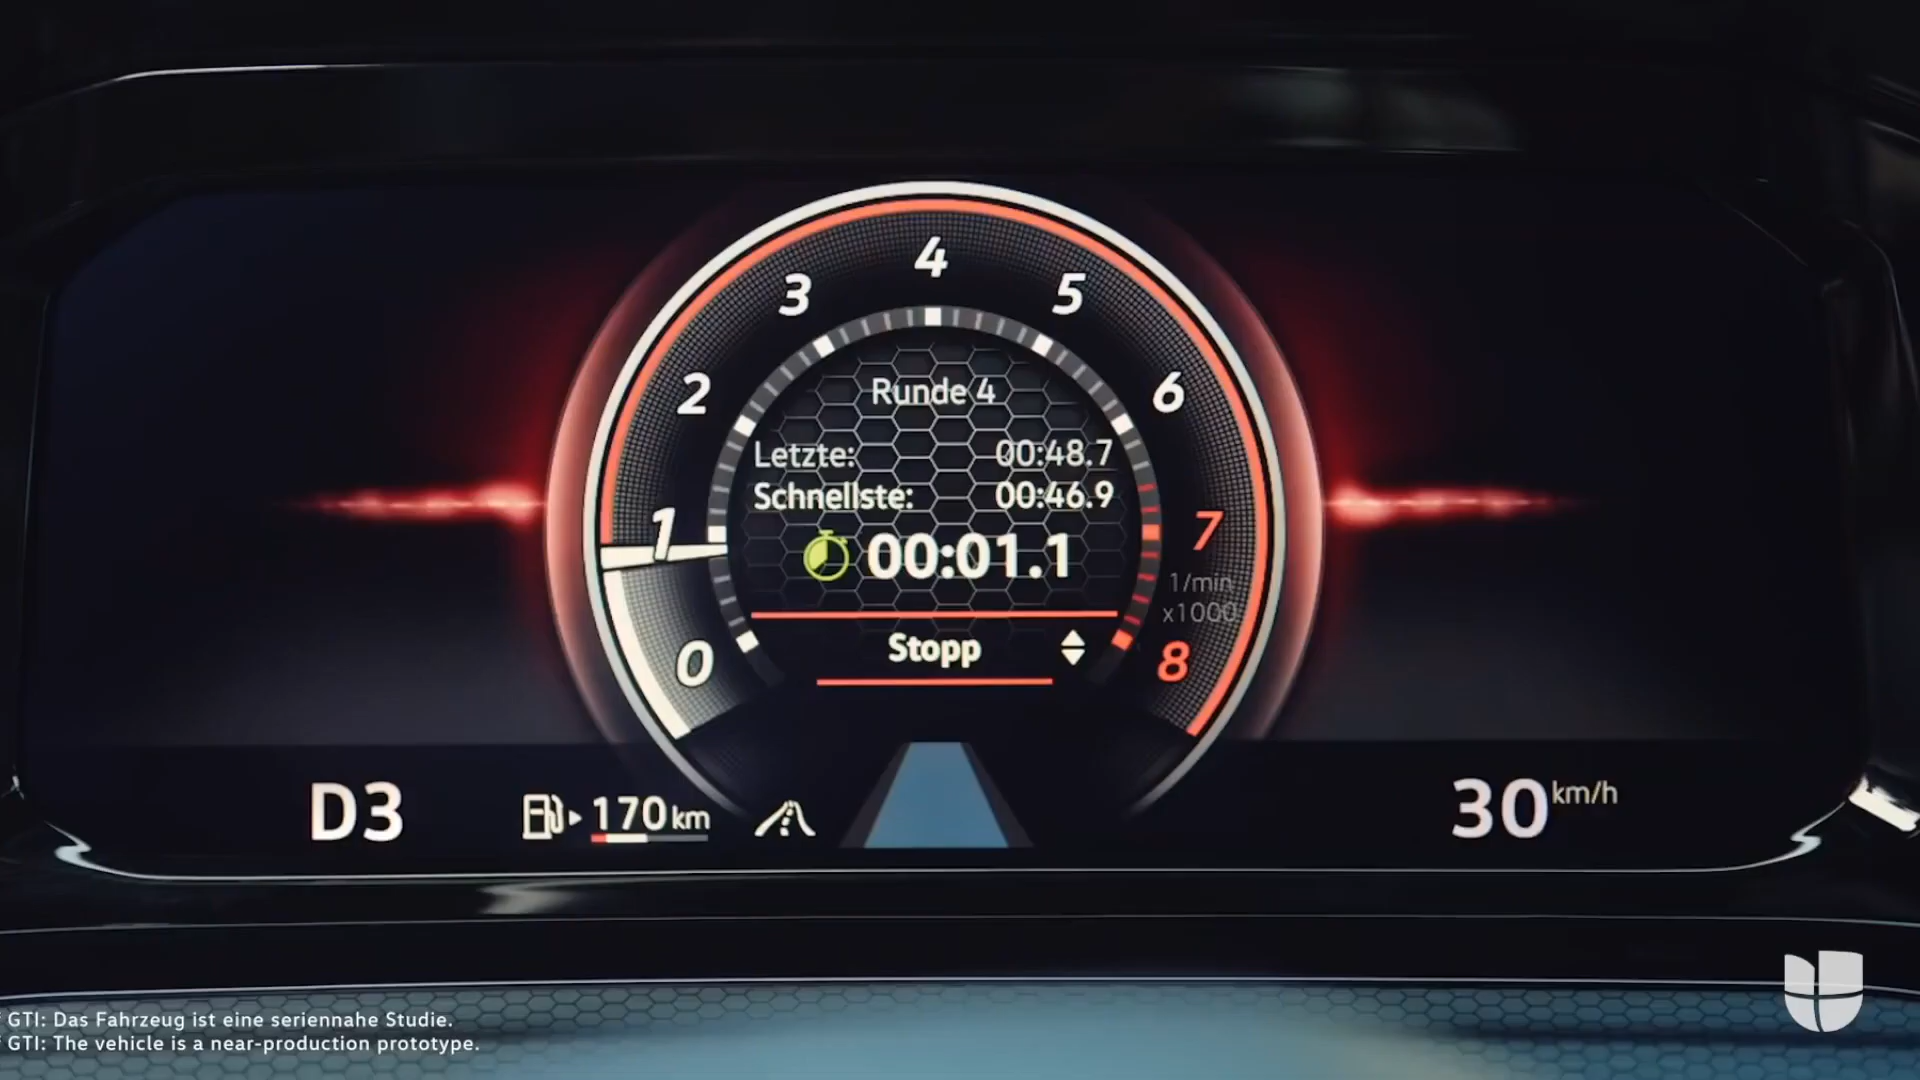 4
3
5
2
6
Runde 4
Letzte: 00:48.7
Schnellste: 00:46.9
1
7
00:01.1
1/min
x1000
Stopp
0
8
D3
170 km
30 km/h
GTI: Das Fahrzeug ist eine seriennahe Studie.
GTI: The vehicle is a near-production prototype.